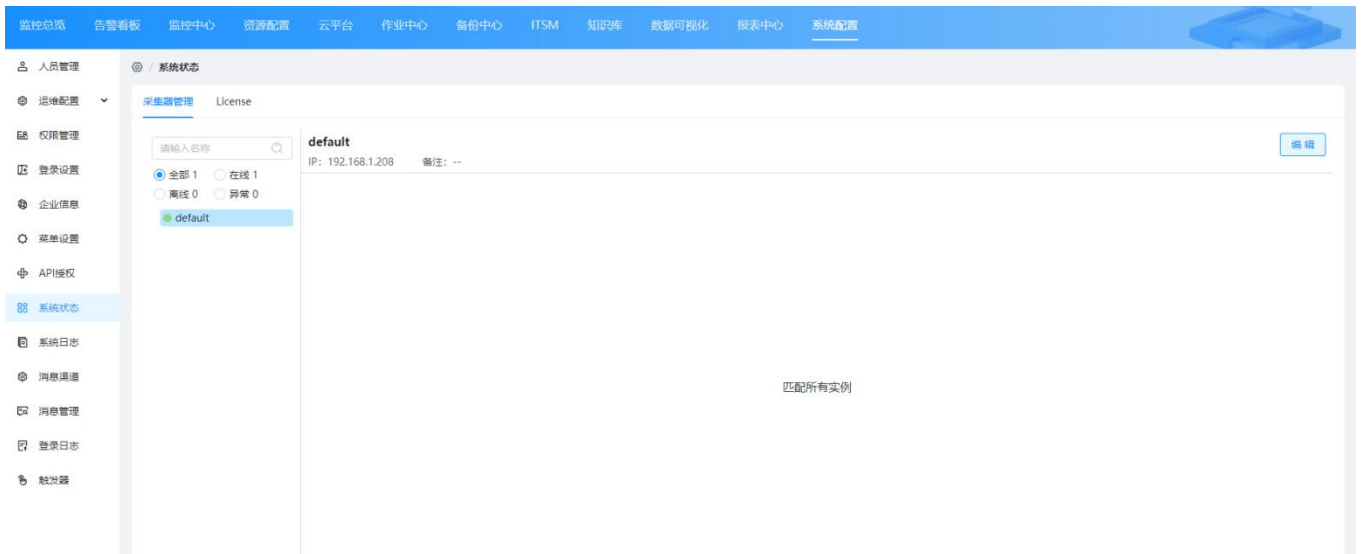 监控总览 告警看板 监控中心 资源配置 云平台 作业中心 备份中心 ITSM 知识库 数据可视化 报表中心 系统配置
人员管理
运维配置
权限管理
登录设置
企业信息
菜单设置
API授权
系统状态
系统日志
消息渠道
消息管理
登录日志
触发器
/ 系统状态
采集器管理 License
请输入名称
全部 1 在线 1
离线 0 异常 0
default
default
IP: 192.168.1.208 备注: --
编 辑
匹配所有实例